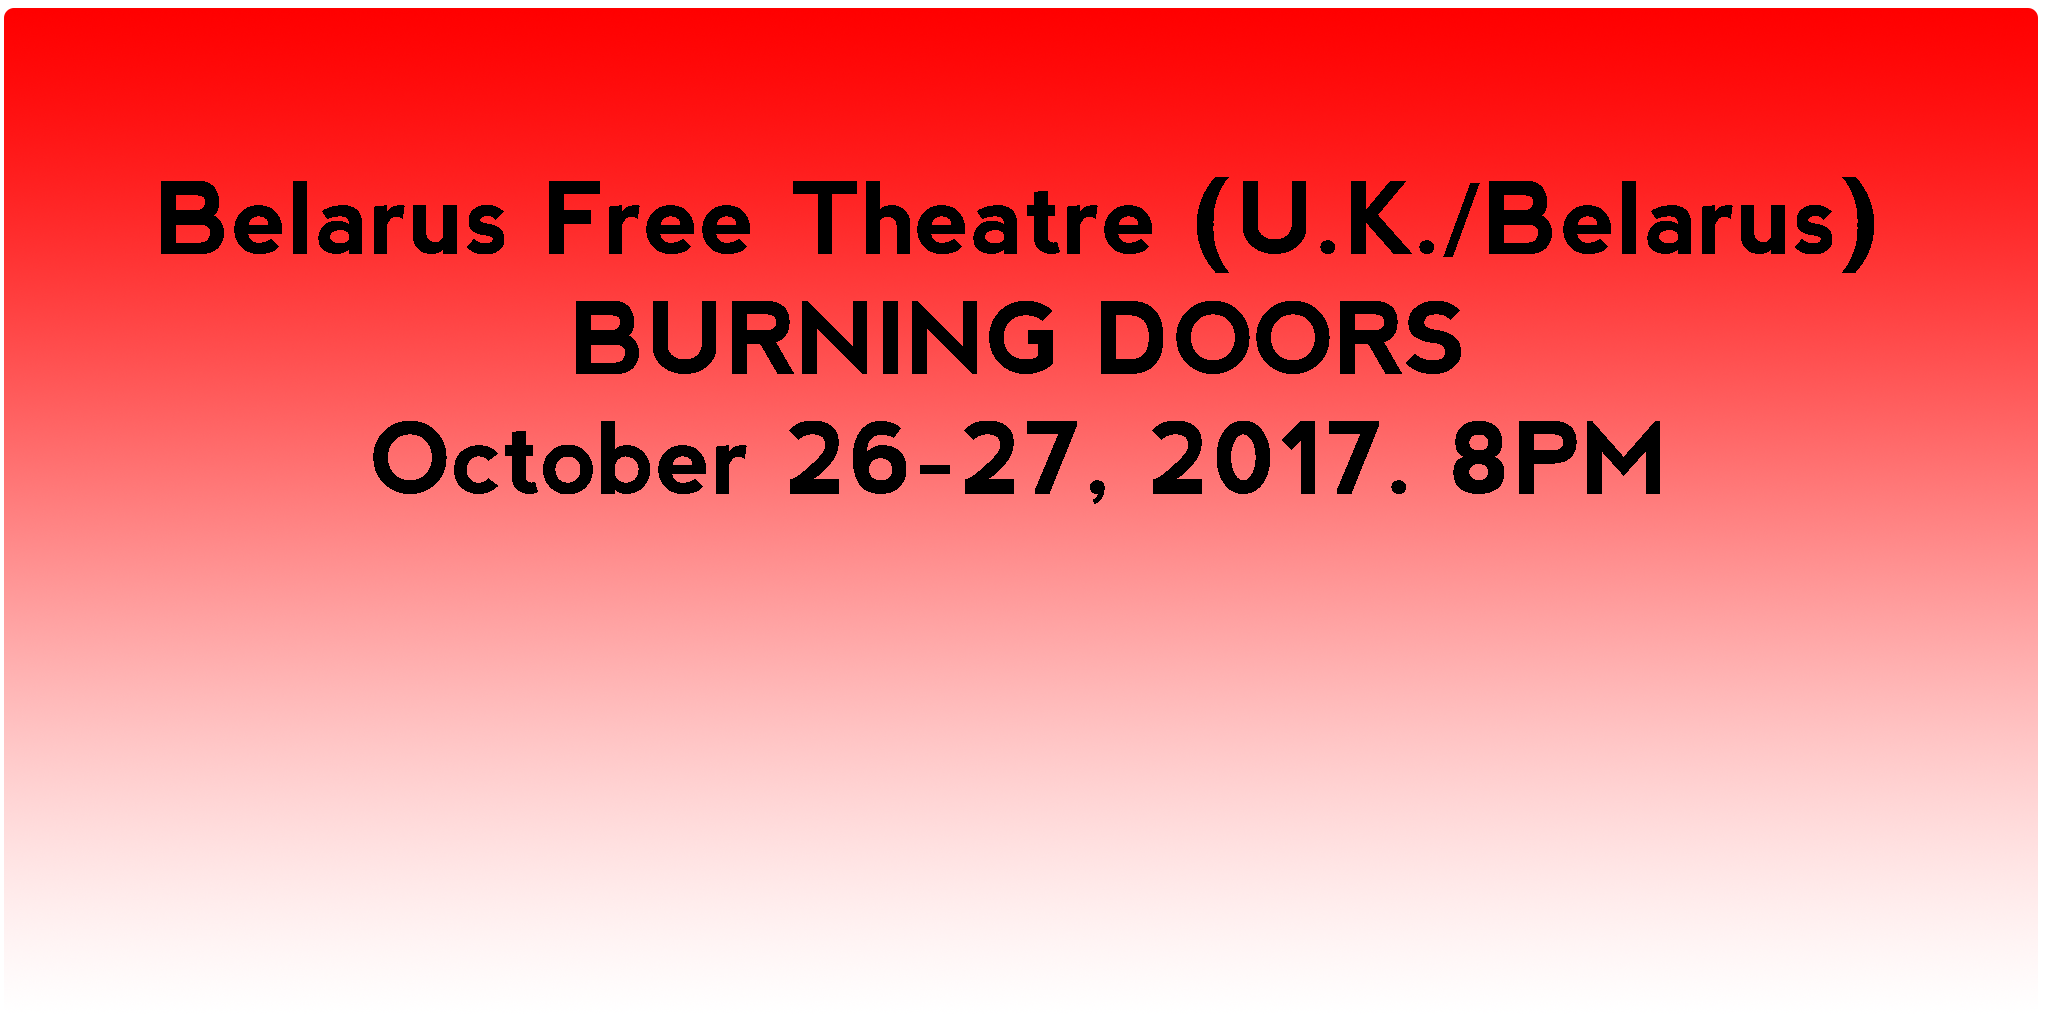 Belarus Free Theatre (U.K./Belarus)
BURNING DOORS
October 26-27, 2017. 8PM